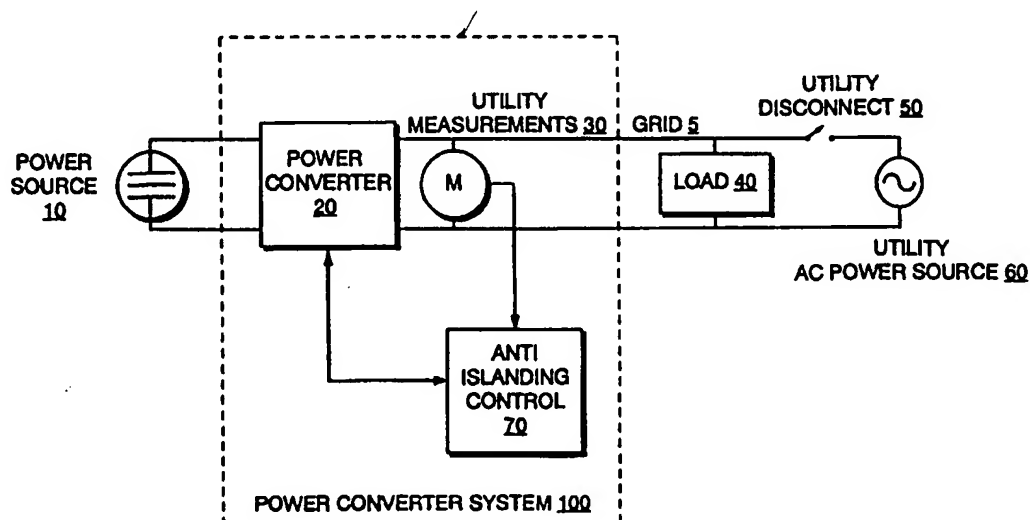 POWER
SOURCE
10
POWER
CONVERTER
20
UTILITY
MEASUREMENTS 30
M
GRID 5
LOAD 40
UTILITY
DISCONNECT 50
UTILITY
AC POWER SOURCE 60
ANTI
ISLANDING
CONTROL
70
POWER CONVERTER SYSTEM 100